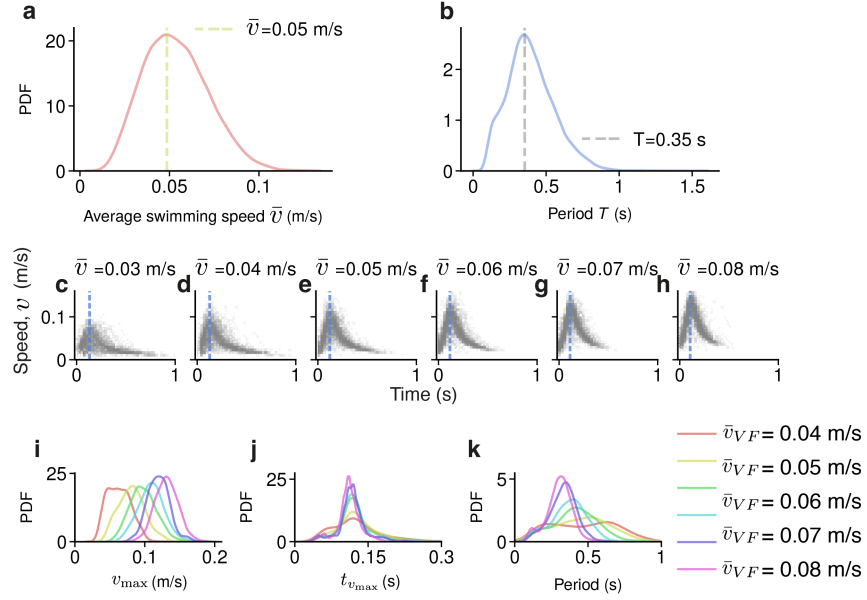 a
v̄=0.05 m/s
PDF
20
10
0
0
0.05
0.1
Average swimming speed v̄ (m/s)
b
T=0.35 s
2
1
0
0
0.5
1
1.5
Period T (s)
Speed, v (m/s)
c
v̄ =0.03 m/s
d
v̄ =0.04 m/s
e
v̄ =0.05 m/s
f
v̄ =0.06 m/s
g
v̄ =0.07 m/s
h
v̄ =0.08 m/s
0.1
0
0
1
0
1
0
1
0
1
0
1
0
1
Time (s)
i
PDF
25
0
0
0.1
0.2
vmax (m/s)
j
PDF
25
0
0
0.15
0.3
tvmax (s)
k
PDF
5
0
0
0.5
1
Period (s)
v̄VF= 0.04 m/s
v̄VF= 0.05 m/s
v̄VF= 0.06 m/s
v̄VF= 0.07 m/s
v̄VF= 0.08 m/s